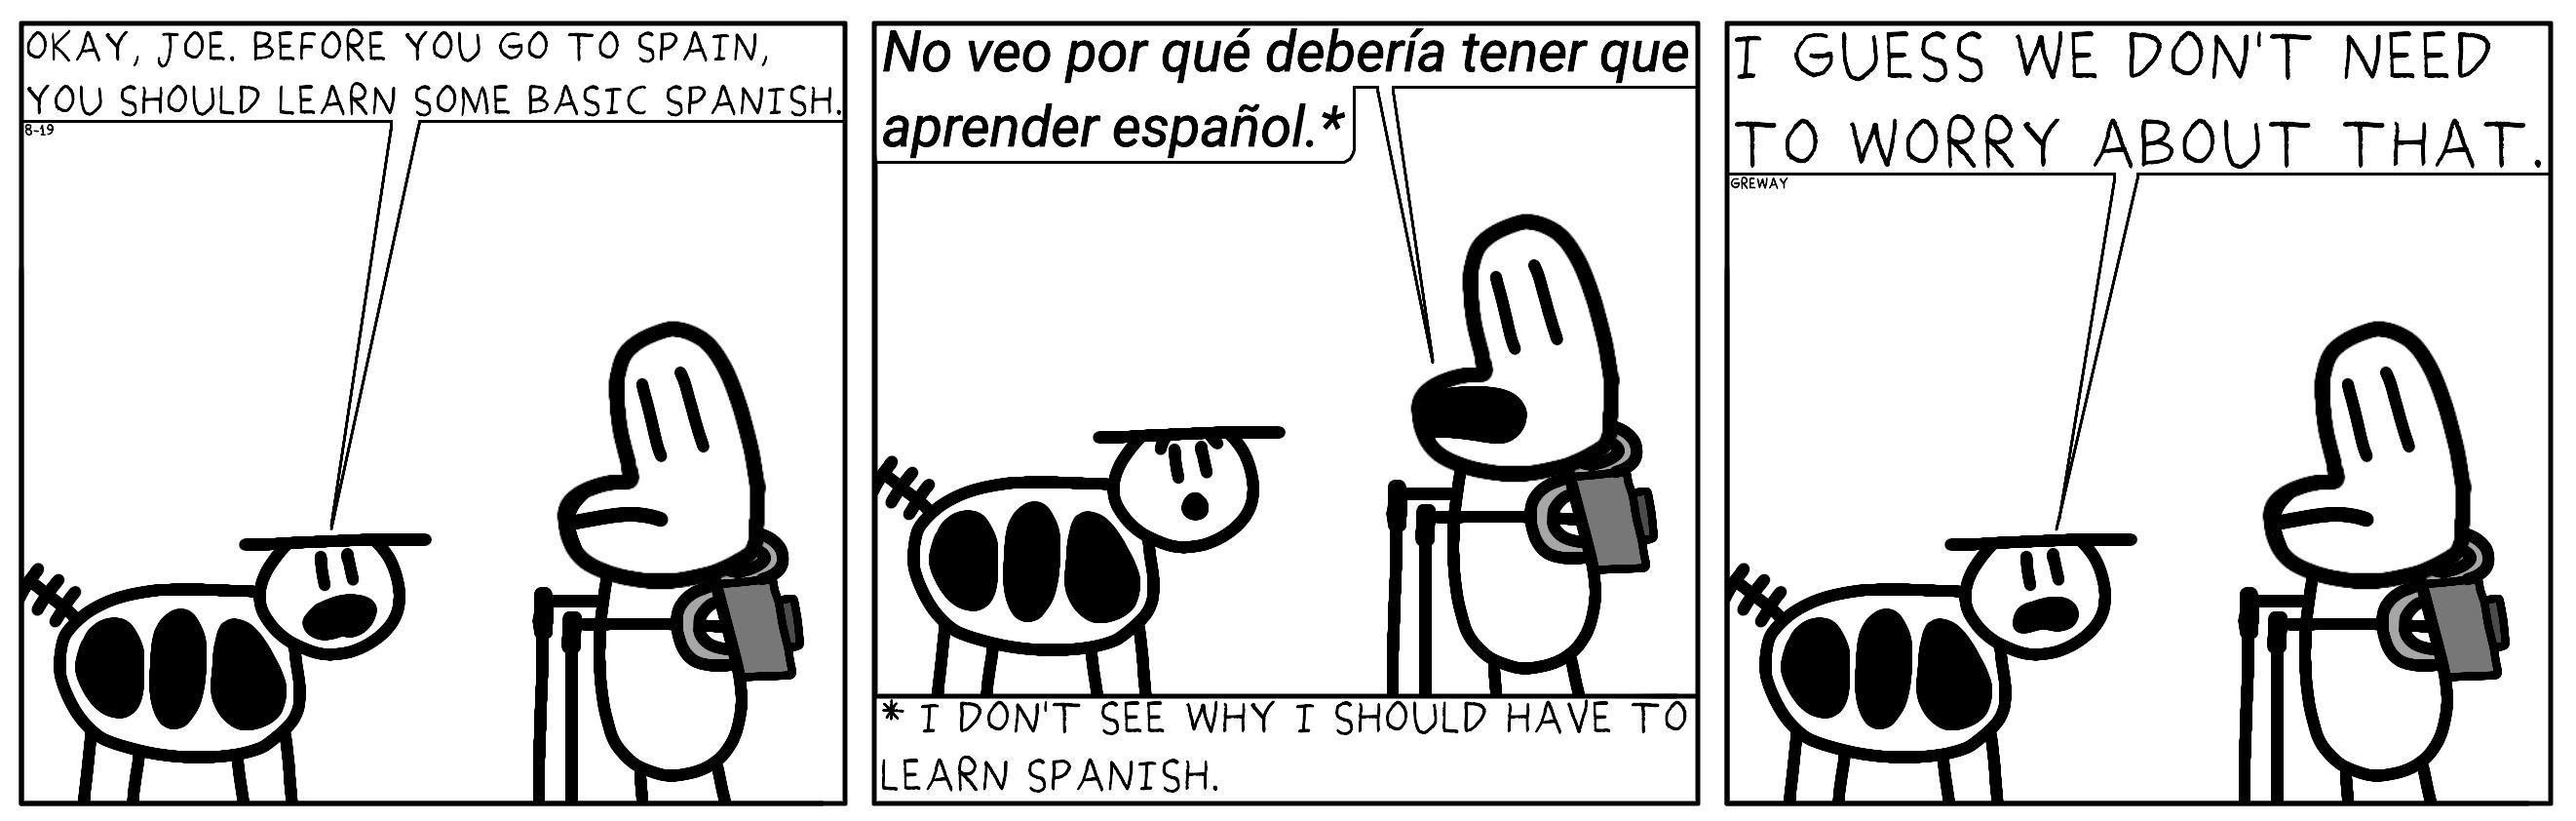 OKAY, JOE. BEFORE YOU GO TO SPAIN,
YOU SHOULD LEARN SOME BASIC SPANISH.
8-19
No veo por qué debería tener que
aprender español.*
* I DON'T SEE WHY I SHOULD HAVE TO
LEARN SPANISH.
I GUESS WE DON'T NEED
TO WORRY ABOUT THAT.
GREWAY